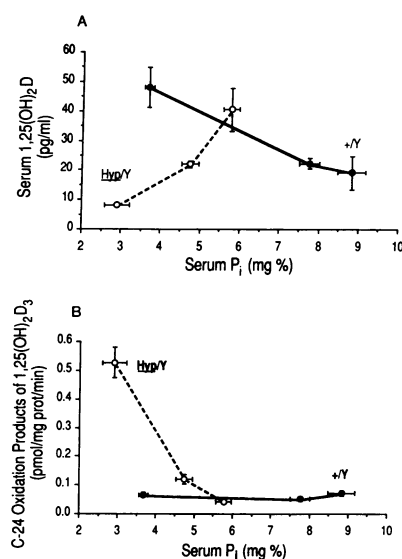 A
Serum 1,25(OH)2D
(pg/ml)
60
50
40
30
20
10
0
Hyp/Y
+/Y
2 3 4 5 6 7 8 9 10
Serum Pi (mg %)
B
C-24 Oxidation Products of 1,25(OH)2D3
(pmol/mg prot/min)
0.6
0.5
0.4
0.3
0.2
0.1
0.0
Hyp/Y
+/Y
2 3 4 5 6 7 8 9 10
Serum Pi (mg %)